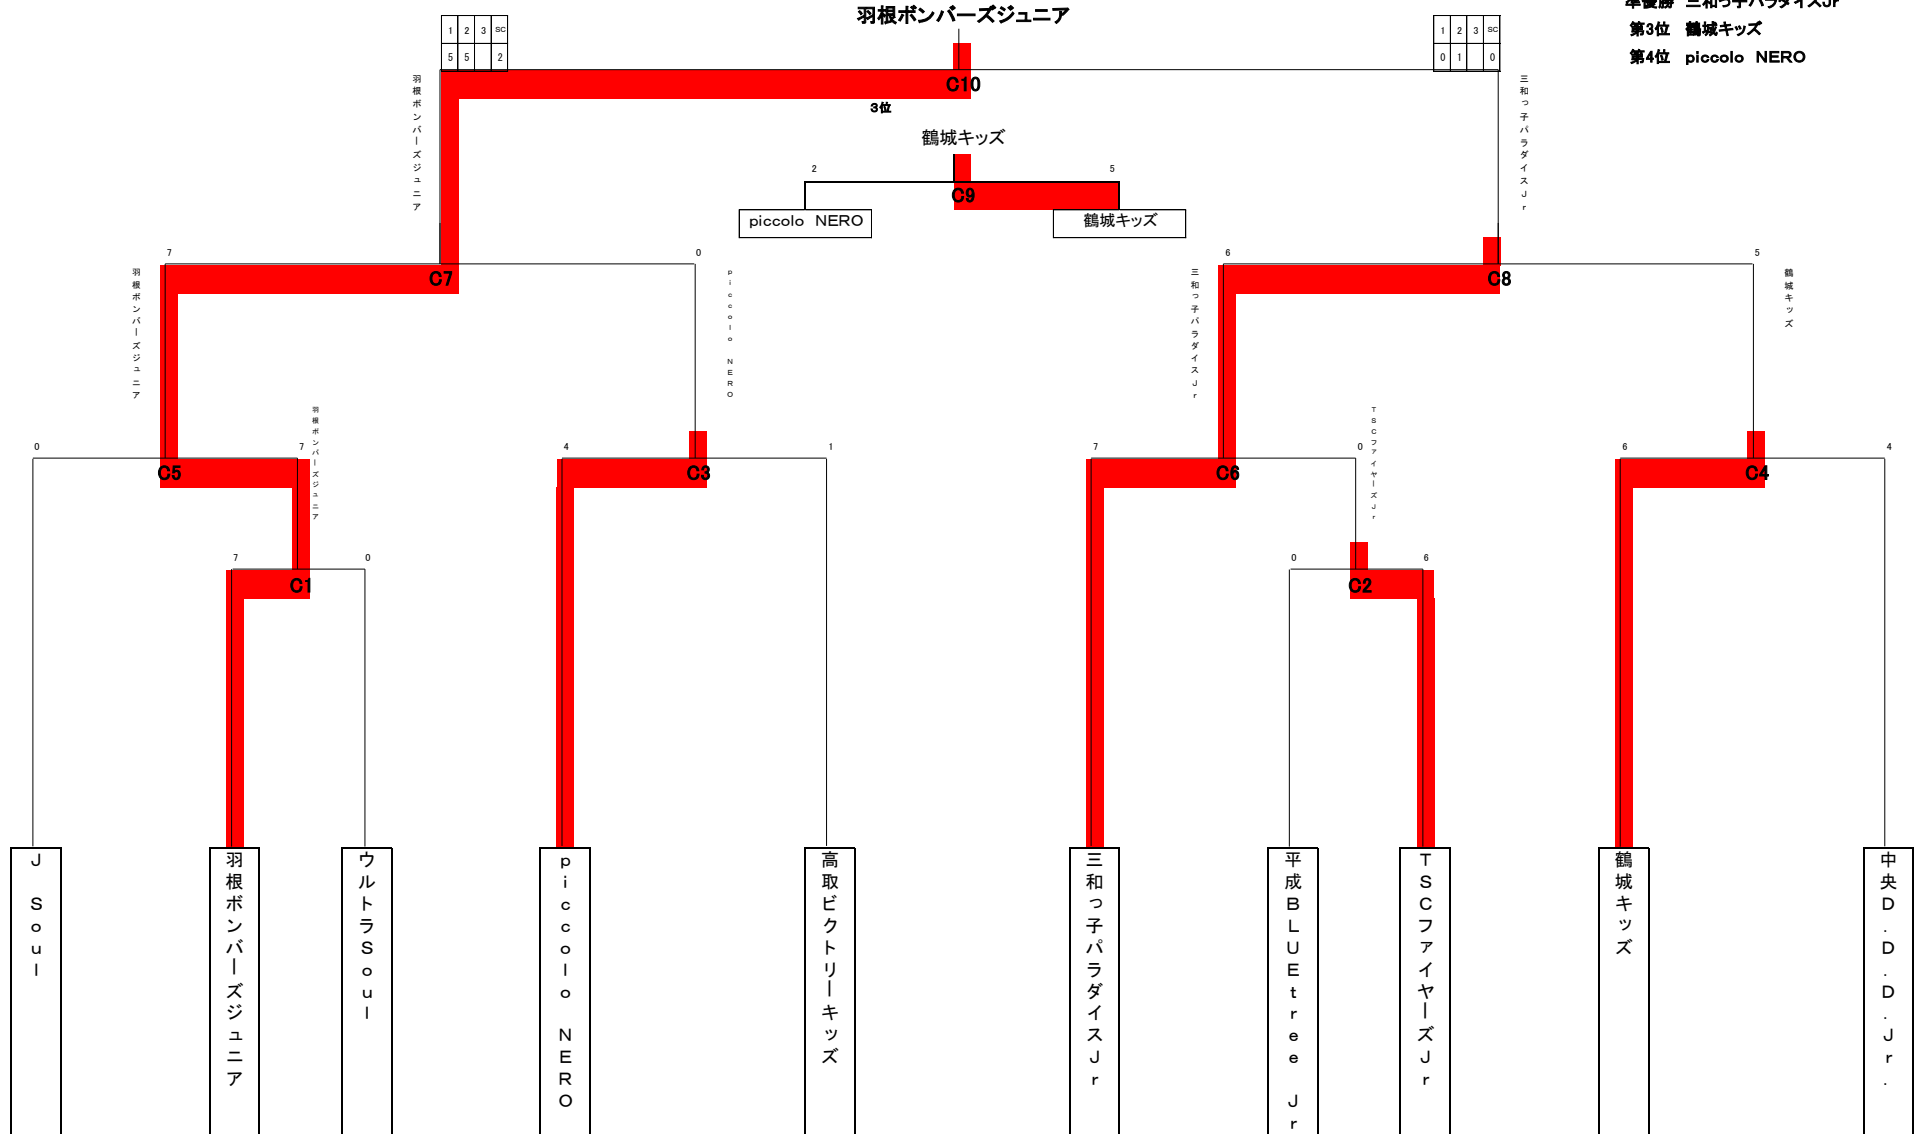 羽根ボンバーズジュニア
準優勝 三和っ子パラダイスJr
第3位 鶴城キッズ
第4位 piccolo NERO
1 2 3 SC
5 5 2
1 2 3 SC
0 1 0
C10
3位
羽根ボンバーズジュニア
三和っ子パラダイスJr
鶴城キッズ
2 5
C9
piccolo NERO
鶴城キッズ
7 0
C7
6 5
C8
羽根ボンバーズジュニア
piccolo NERO
三和っ子パラダイスJr
鶴城キッズ
0 7
C5
羽根ボンバーズジュニア
4 1
C3
7 0
C6
TSCファイヤーズJr
6 4
C4
7 0
C1
0 6
C2
J Soul
羽根ボンバーズジュニア
ウルトラSoul
piccolo NERO
高取ビクトリーキッズ
三和っ子パラダイスJr
平成BLUEtree Jr
TSCファイヤーズJr
鶴城キッズ
中央D.D.D.Jr.